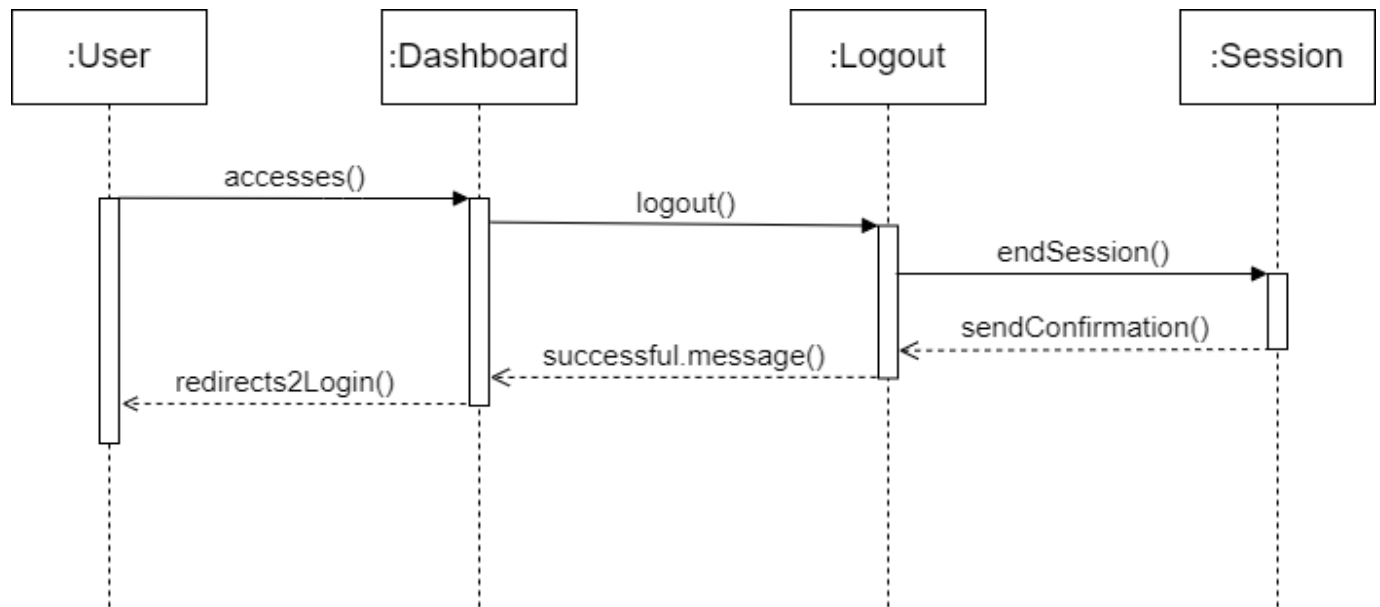 :User
:Dashboard
:Logout
:Session
accesses()
logout()
endSession()
sendConfirmation()
successful.message()
redirects2Login()